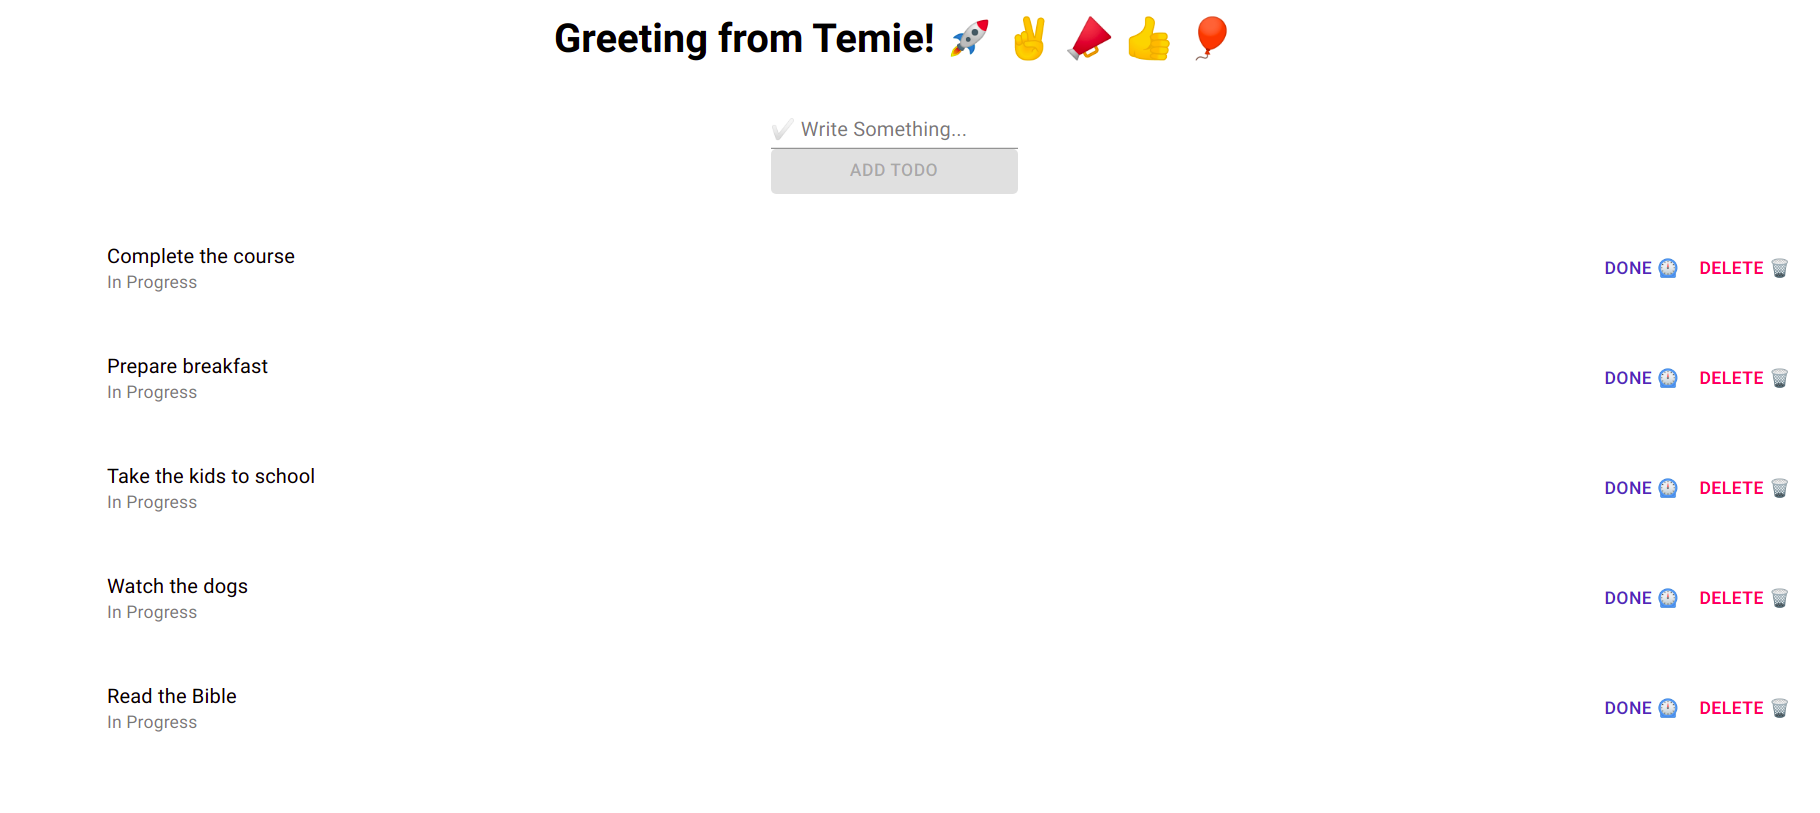 Greeting from Temie! 🚀 ✌ 📣 👍 🎈
✔ Write Something...
ADD TODO
Complete the course
In Progress
DONE DELETE 🗑
Prepare breakfast
In Progress
DONE DELETE 🗑
Take the kids to school
In Progress
DONE DELETE 🗑
Watch the dogs
In Progress
DONE DELETE 🗑
Read the Bible
In Progress
DONE DELETE 🗑